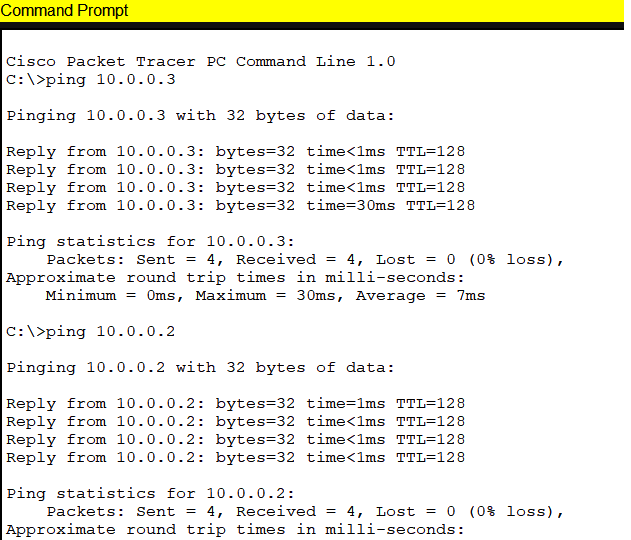 Command Prompt
Cisco Packet Tracer PC Command Line 1.0
C:\>ping 10.0.0.3
Pinging 10.0.0.3 with 32 bytes of data:
Reply from 10.0.0.3: bytes=32 time<1ms TTL=128
Reply from 10.0.0.3: bytes=32 time<1ms TTL=128
Reply from 10.0.0.3: bytes=32 time<1ms TTL=128
Reply from 10.0.0.3: bytes=32 time=30ms TTL=128
Ping statistics for 10.0.0.3:
Packets: Sent = 4, Received = 4, Lost = 0 (0% loss),
Approximate round trip times in milli-seconds:
Minimum = 0ms, Maximum = 30ms, Average = 7ms
C:\>ping 10.0.0.2
Pinging 10.0.0.2 with 32 bytes of data:
Reply from 10.0.0.2: bytes=32 time=1ms TTL=128
Reply from 10.0.0.2: bytes=32 time<1ms TTL=128
Reply from 10.0.0.2: bytes=32 time<1ms TTL=128
Reply from 10.0.0.2: bytes=32 time<1ms TTL=128
Ping statistics for 10.0.0.2:
Packets: Sent = 4, Received = 4, Lost = 0 (0% loss),
Approximate round trip times in milli-seconds: